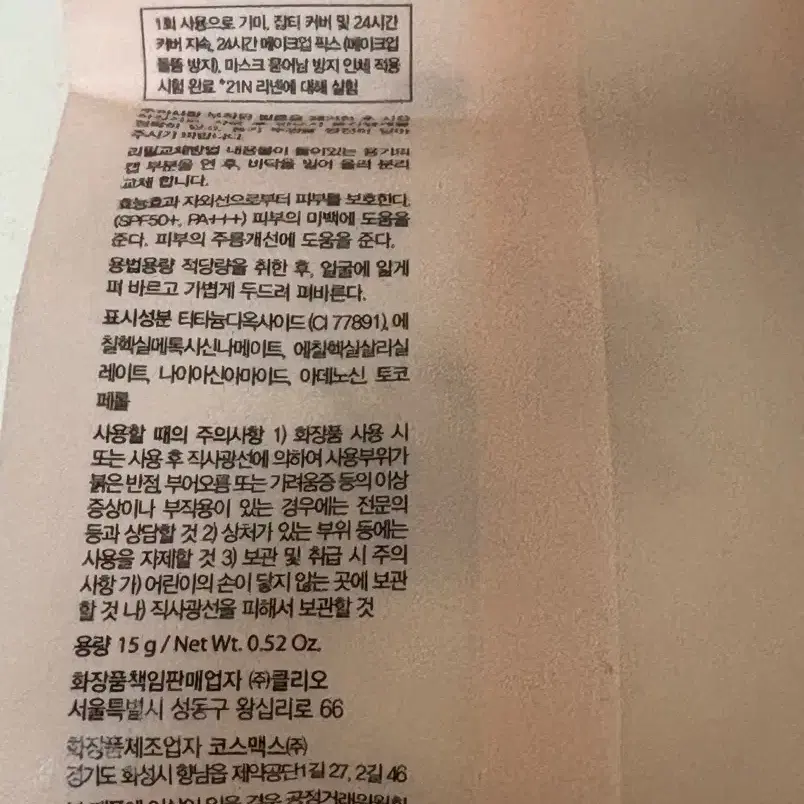 1회 사용으로 기미, 잡티 커버 및 24시간
커버 지속, 24시간 메이크업 픽스 (메이크업
들뜸 방지), 마스크 묻어남 방지 인체 적용
시험 완료 *21N 리넨에 대해 실험
주시기 바랍니다.
리필교체방법 내용물이 들어있는 용기의
캡 부분을 연 후, 바닥을 밀어 올려 분리
교체 합니다.
효능효과 자외선으로부터 피부를 보호한다.
(SPF50+, PA+++) 피부의 미백에 도움을
준다. 피부의 주름개선에 도움을 준다.
용법용량 적당량을 취한 후, 얼굴에 얇게
펴 바르고 가볍게 두드려 펴바른다.
표시성분 티타늄디옥사이드(CI 77891), 에
칠헥실메톡시신나메이트, 에칠헥실살리실
레이트, 나이아신아마이드, 아데노신, 토코
페롤
사용할 때의 주의사항 1) 화장품 사용 시
또는 사용 후 직사광선에 의하여 사용부위가
붉은 반점, 부어오름 또는 가려움증 등의 이상
증상이나 부작용이 있는 경우에는 전문의
등과 상담할 것 2) 상처가 있는 부위 등에는
사용을 자제할 것 3) 보관 및 취급 시 주의
사항 가) 어린이의 손이 닿지 않는 곳에 보관
할 것 나) 직사광선을 피해서 보관할 것
용량 15 g / Net Wt. 0.52 Oz.
화장품책임판매업자 ㈜클리오
서울특별시 성동구 왕십리로 66
화장품제조업자 코스맥스㈜
경기도 화성시 향남읍 제약공단1길 27, 2길 46